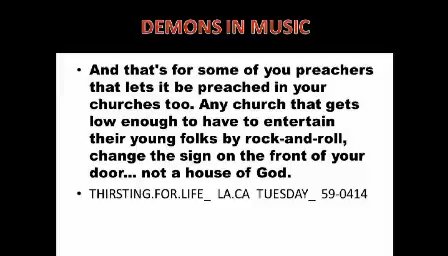 DEMONS IN MUSIC
• And that's for some of you preachers
that lets it be preached in your
churches too. Any church that gets
low enough to have to entertain
their young folks by rock-and-roll,
change the sign on the front of your
door... not a house of God.
• THIRSTING.FOR.LIFE_ LA.CA TUESDAY_ 59-0414